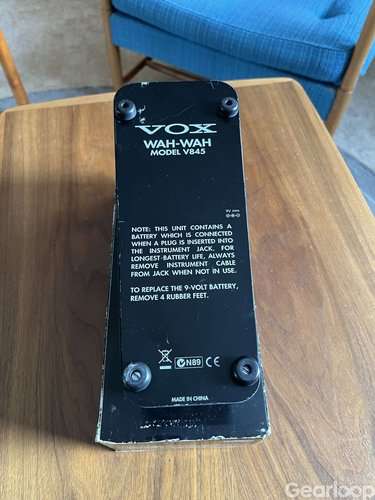 VOX
WAH-WAH
MODEL V845
NOTE: THIS UNIT CONTAINS A
BATTERY WHICH IS CONNECTED
WHEN A PLUG IS INSERTED INTO
THE INSTRUMENT JACK. FOR
LONGEST BATTERY LIFE, ALWAYS
REMOVE INSTRUMENT CABLE
FROM JACK WHEN NOT IN USE.
TO REPLACE THE 9-VOLT BATTERY,
REMOVE 4 RUBBER FEET.
N89 CE
MADE IN CHINA
Gearloop